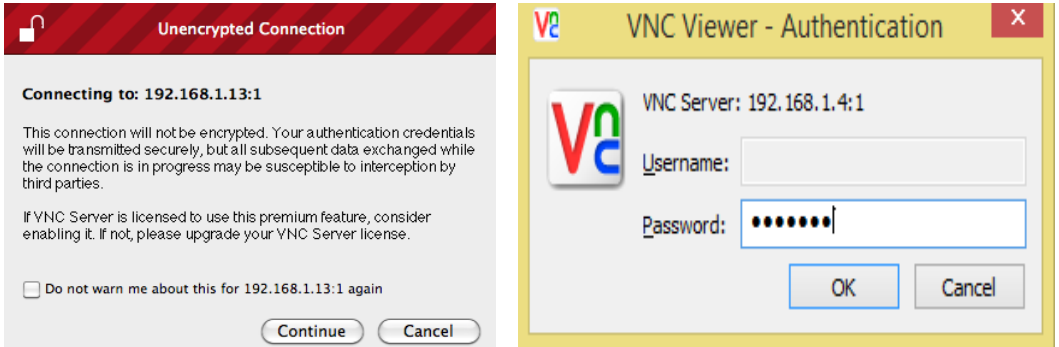 Unencrypted Connection
Connecting to: 192.168.1.13:1
This connection will not be encrypted. Your authentication credentials
will be transmitted securely, but all subsequent data exchanged while
the connection is in progress may be susceptible to interception by
third parties.
If VNC Server is licensed to use this premium feature, consider
enabling it. If not, please upgrade your VNC Server license.
Do not warn me about this for 192.168.1.13:1 again
Continue
Cancel
VNC Viewer - Authentication
VNC Server: 192.168.1.4:1
Username:
Password: •••••••
OK
Cancel